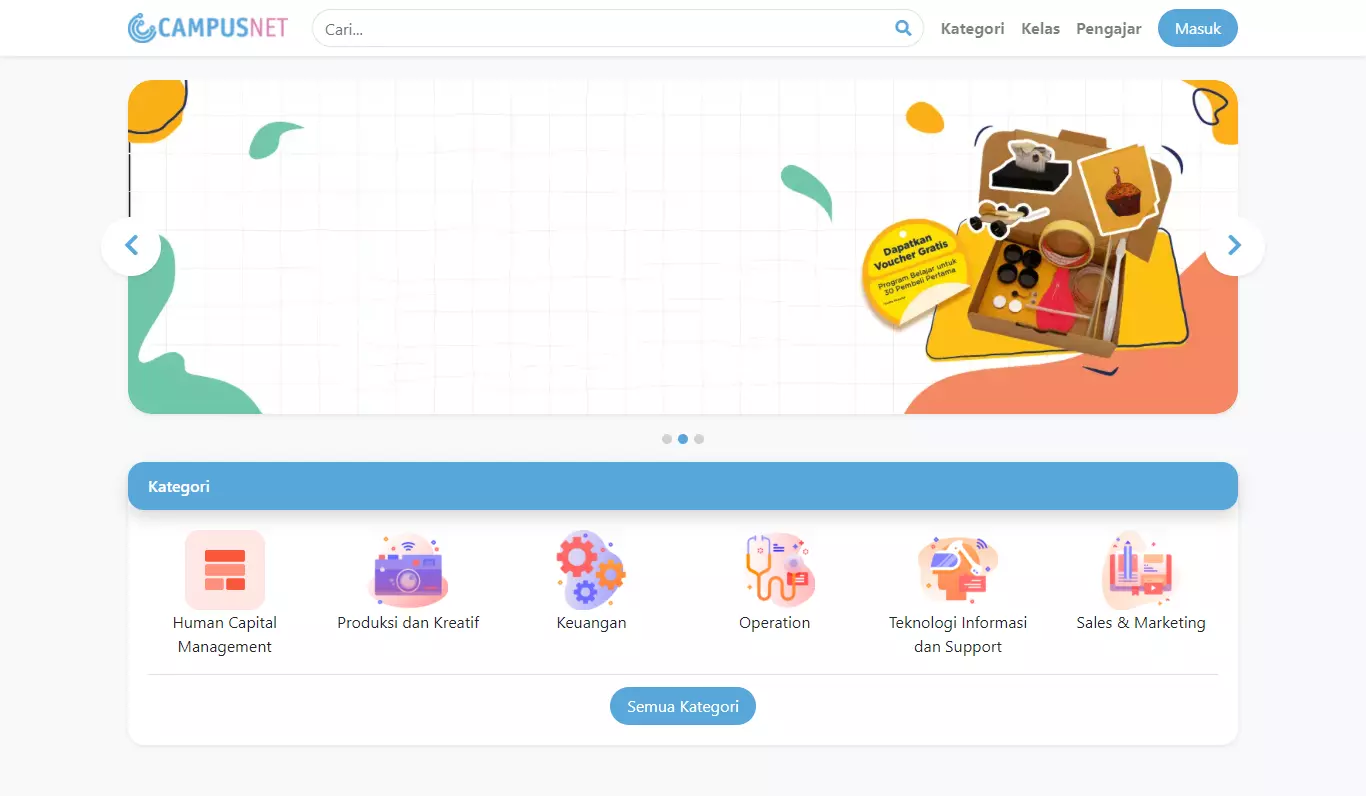 CAMPUSNET
Cari...
Kategori
Kelas
Pengajar
Masuk
Dapatkan
Voucher Gratis
Program Belajar untuk
30 Pembeli Pertama
Kategori
Human Capital
Management
Produksi dan Kreatif
Keuangan
Operation
Teknologi Informasi
dan Support
Sales & Marketing
Semua Kategori